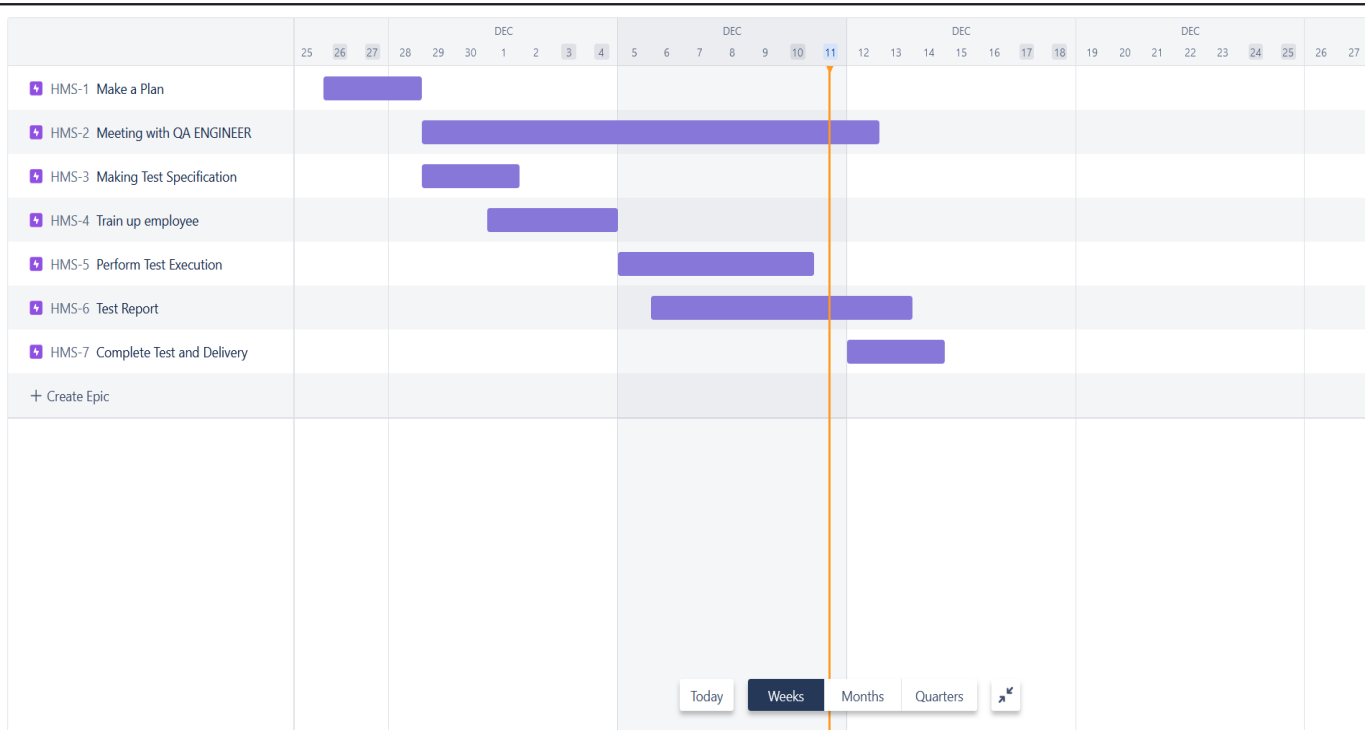 DEC DEC DEC DEC
25 26 27 28 29 30 1 2 3 4 5 6 7 8 9 10 11 12 13 14 15 16 17 18 19 20 21 22 23 24 25 26 27
HMS-1 Make a Plan
HMS-2 Meeting with QA ENGINEER
HMS-3 Making Test Specification
HMS-4 Train up employee
HMS-5 Perform Test Execution
HMS-6 Test Report
HMS-7 Complete Test and Delivery
+ Create Epic
Today Weeks Months Quarters